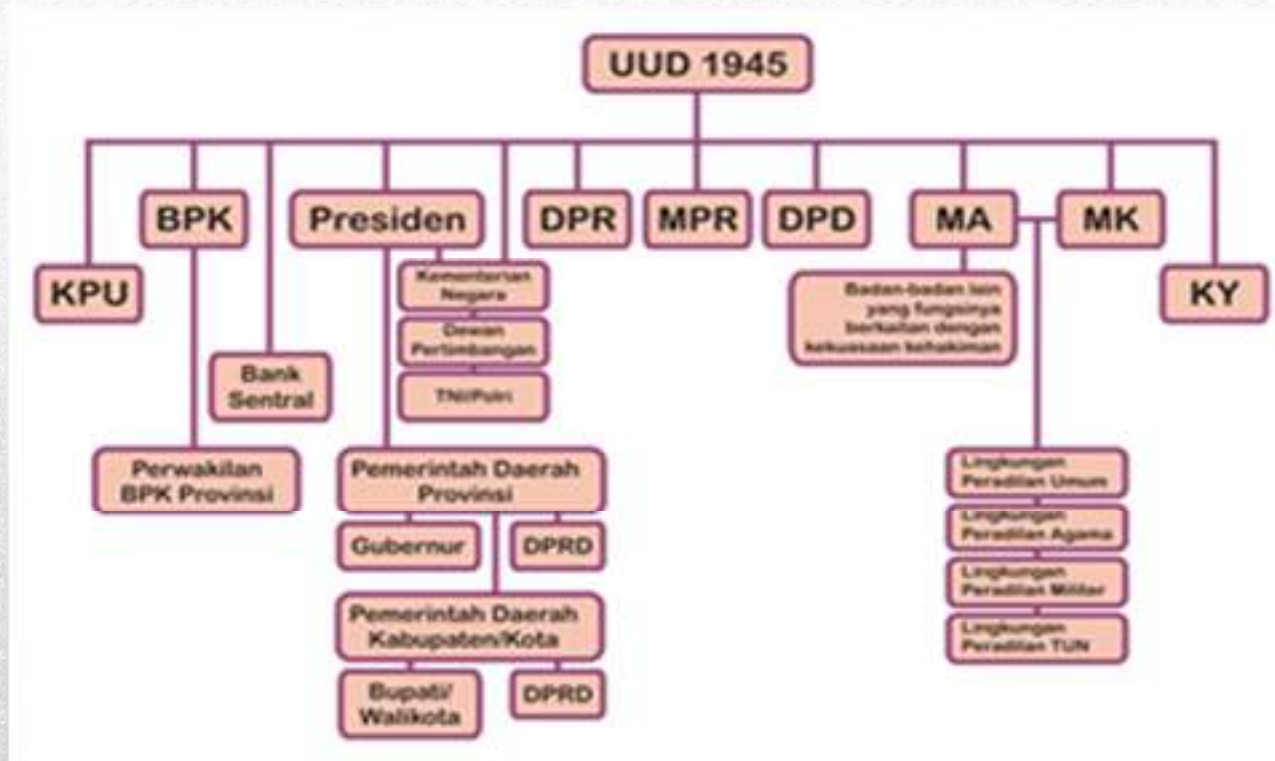 UUD 1945
BPK
Presiden
DPR
MPR
DPD
MA
MK
KPU
Kementerian
Negara
KY
Badan-badan lain
yang fungsinya
berkaitan dengan
kekuasaan kehakiman
Dewan
Pertimbangan
Bank
Sentral
TNI/Polri
Perwakilan
BPK Provinsi
Pemerintah Daerah
Provinsi
Lingkungan
Peradilan Umum
Gubernur
DPRD
Lingkungan
Peradilan Agama
Lingkungan
Peradilan Militer
Pemerintah Daerah
Kabupaten/Kota
Lingkungan
Peradilan TUN
Bupati/
Walikota
DPRD